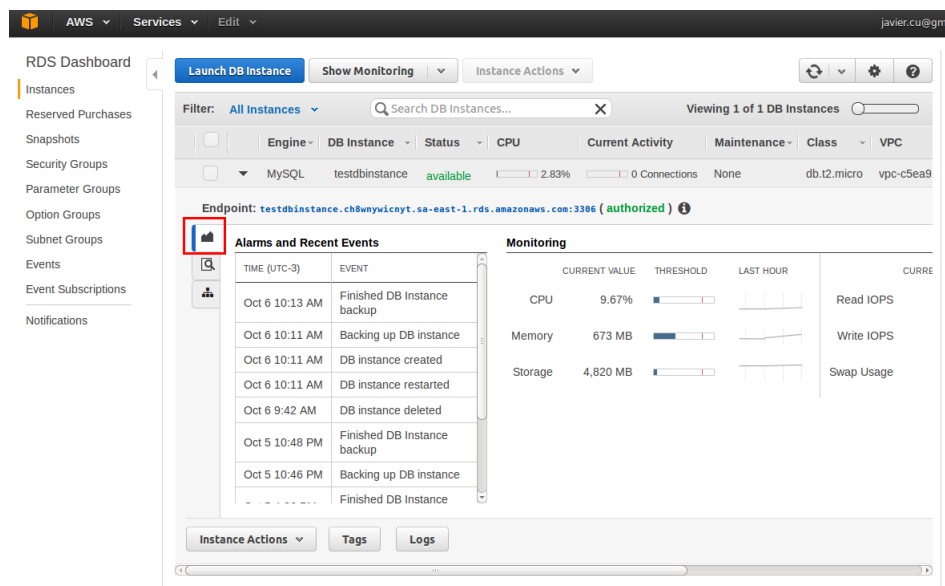 AWS Services Edit javier.cu@gm
RDS Dashboard
Instances
Reserved Purchases
Snapshots
Security Groups
Parameter Groups
Option Groups
Subnet Groups
Events
Event Subscriptions
Notifications
Launch DB Instance Show Monitoring Instance Actions
Filter: All Instances Search DB Instances... X Viewing 1 of 1 DB Instances
Engine DB Instance Status CPU Current Activity Maintenance Class VPC
MySQL testdbinstance available 2.83% 0 Connections None db.t2.micro vpc-c5ea9
Endpoint: testdbinstance.ch8wnywicnyt.sa-east-1.rds.amazonaws.com:3306 ( authorized )
Alarms and Recent Events
TIME (UTC-3) EVENT
Oct 6 10:13 AM Finished DB Instance
backup
Oct 6 10:11 AM Backing up DB instance
Oct 6 10:11 AM DB instance created
Oct 6 10:11 AM DB instance restarted
Oct 6 9:42 AM DB instance deleted
Oct 5 10:48 PM Finished DB Instance
backup
Oct 5 10:46 PM Backing up DB instance
Finished DB Instance
Monitoring
CURRENT VALUE THRESHOLD LAST HOUR CURRE
CPU 9.67% Read IOPS
Memory 673 MB Write IOPS
Storage 4,820 MB Swap Usage
Instance Actions Tags Logs